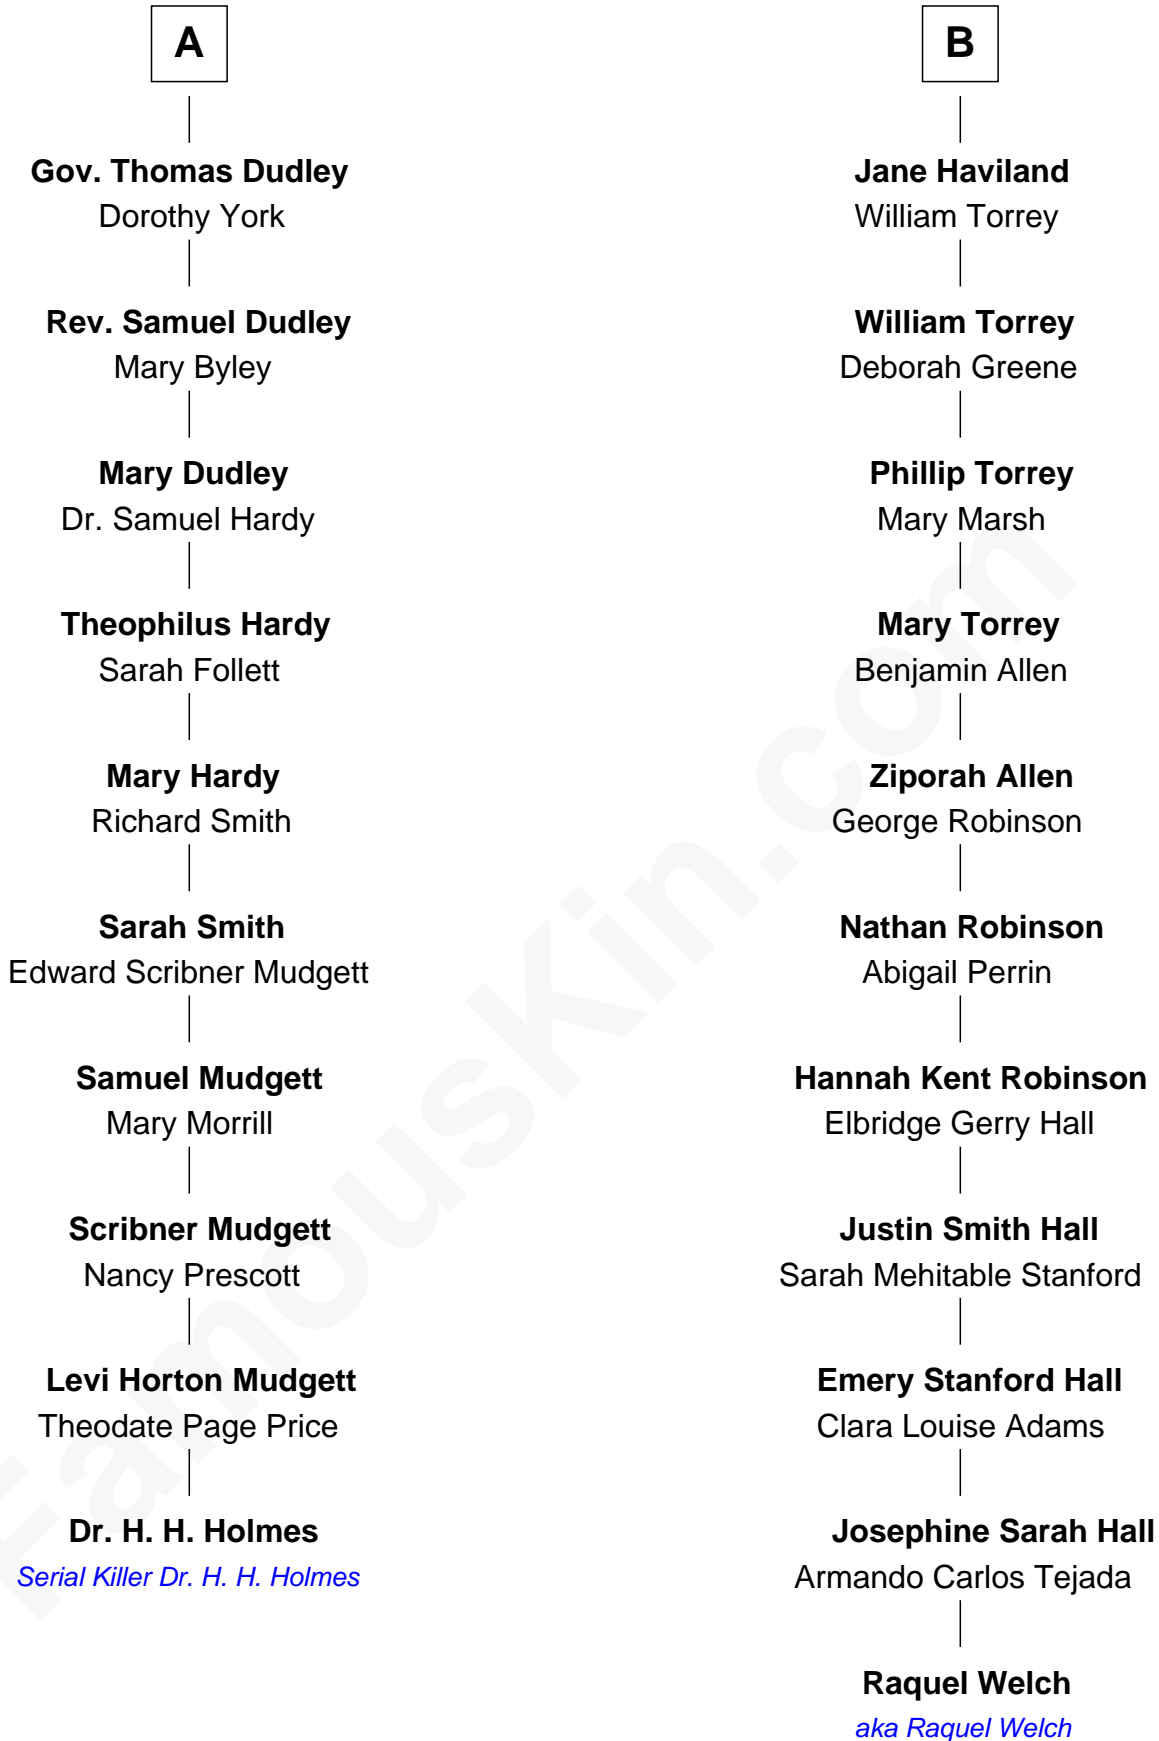 A
Gov. Thomas Dudley
Dorothy York
Rev. Samuel Dudley
Mary Byley
Mary Dudley
Dr. Samuel Hardy
Theophilus Hardy
Sarah Follett
Mary Hardy
Richard Smith
Sarah Smith
Edward Scribner Mudgett
Samuel Mudgett
Mary Morrill
Scribner Mudgett
Nancy Prescott
Levi Horton Mudgett
Theodate Page Price
Dr. H. H. Holmes
Serial Killer Dr. H. H. Holmes
B
Jane Haviland
William Torrey
William Torrey
Deborah Greene
Phillip Torrey
Mary Marsh
Mary Torrey
Benjamin Allen
Ziporah Allen
George Robinson
Nathan Robinson
Abigail Perrin
Hannah Kent Robinson
Elbridge Gerry Hall
Justin Smith Hall
Sarah Mehitable Stanford
Emery Stanford Hall
Clara Louise Adams
Josephine Sarah Hall
Armando Carlos Tejada
Raquel Welch
aka Raquel Welch
FamousKin.com